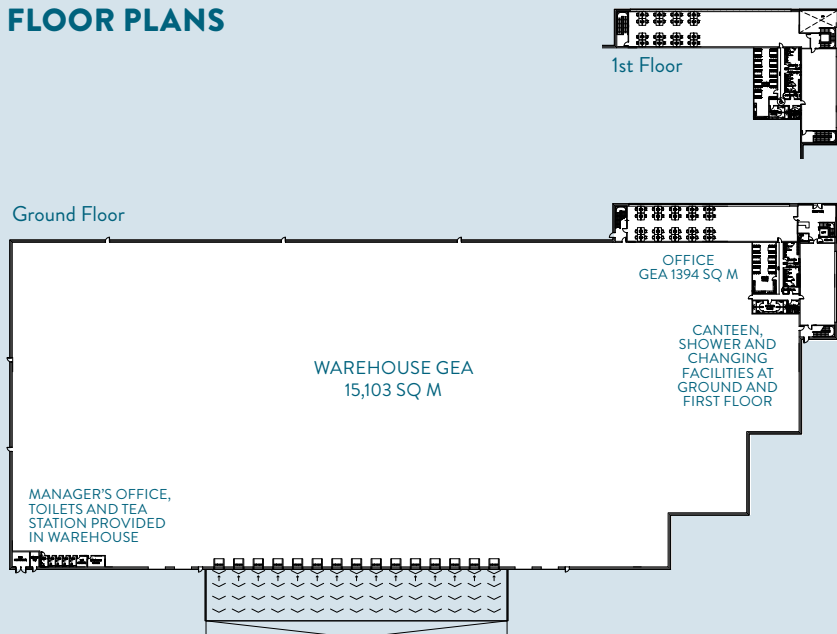 FLOOR PLANS
1st Floor
Ground Floor
OFFICE
GEA 1394 SQ M
CANTEEN,
SHOWER AND
CHANGING
FACILITIES AT
GROUND AND
FIRST FLOOR
WAREHOUSE GEA
15,103 SQ M
MANAGER’S OFFICE,
TOILETS AND TEA
STATION PROVIDED
IN WAREHOUSE